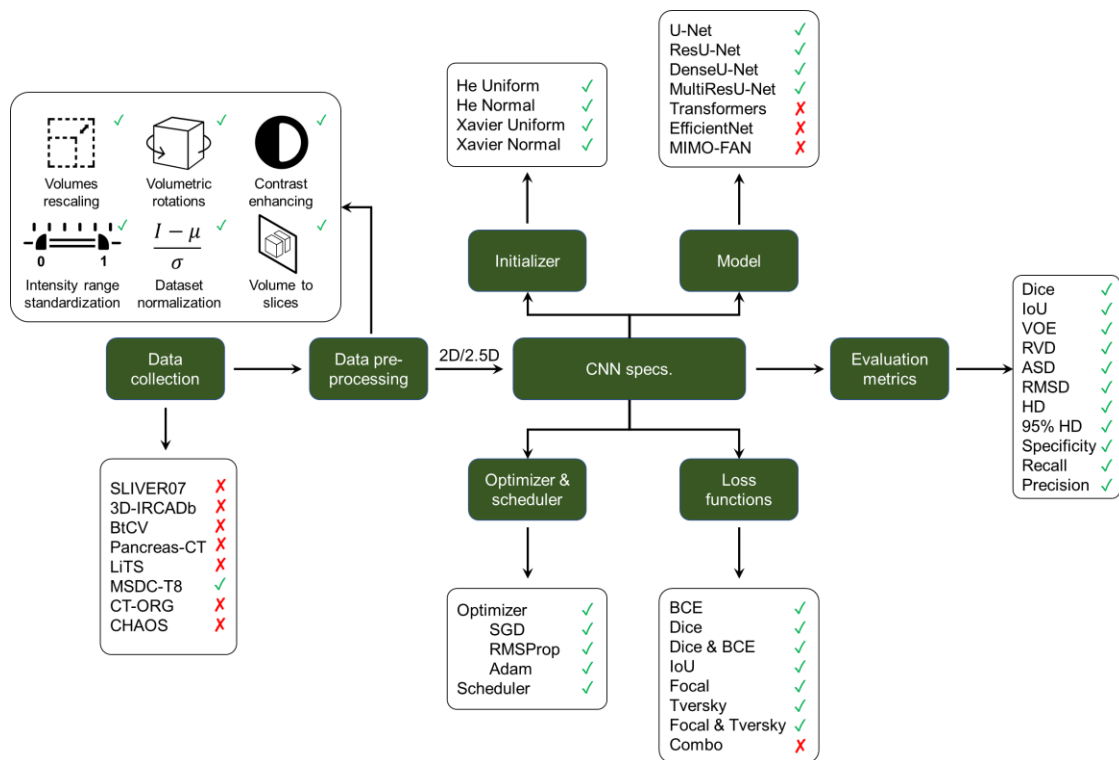 U-Net ✓
ResU-Net ✓
DenseU-Net ✓
MultiResU-Net ✓
Transformers ✗
EfficientNet ✗
MIMO-FAN ✗
He Uniform ✓
He Normal ✓
Xavier Uniform ✓
Xavier Normal ✓
Volumes
rescaling
Volumetric
rotations
Contrast
enhancing
0 1
Intensity range
standardization
I − μ
σ
Dataset
normalization
Volume to
slices
Initializer
Model
Data
collection
Data pre-
processing
2D/2.5D
CNN specs.
Evaluation
metrics
Dice ✓
IoU ✓
VOE ✓
RVD ✓
ASD ✓
RMSD ✓
HD ✓
95% HD ✓
Specificity ✓
Recall ✓
Precision ✓
Optimizer &
scheduler
Loss
functions
SLIVER07 ✗
3D-IRCADb ✗
BtCV ✗
Pancreas-CT ✗
LiTS ✗
MSDC-T8 ✓
CT-ORG ✗
CHAOS ✗
Optimizer ✓
SGD ✓
RMSProp ✓
Adam ✓
Scheduler ✓
BCE ✓
Dice ✓
Dice & BCE ✓
IoU ✓
Focal ✓
Tversky ✓
Focal & Tversky ✓
Combo ✗